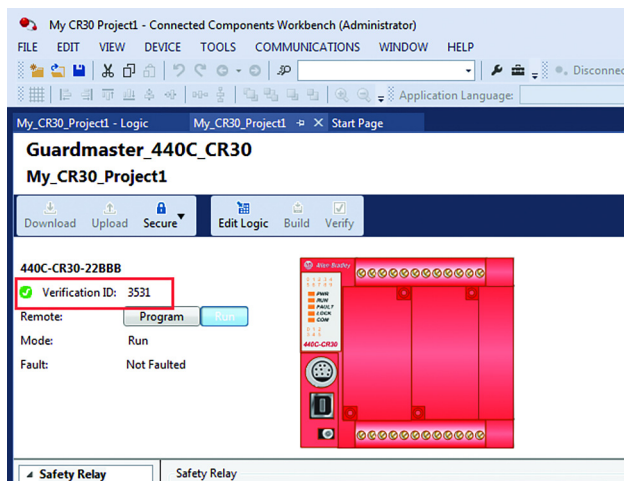 My CR30 Project1 - Connected Components Workbench (Administrator)
FILE EDIT VIEW DEVICE TOOLS COMMUNICATIONS WINDOW HELP
Disconnec
Application Language:
My_CR30_Project1 - Logic My_CR30_Project1 Start Page
Guardmaster_440C_CR30
My_CR30_Project1
Download Upload Secure Edit Logic Build Verify
440C-CR30-22BBB
Verification ID: 3531
Remote: Program Run
Mode: Run
Fault: Not Faulted
Allen Bradley
PWR
RUN
FAULT
LOCK
COM
440C-CR30
Safety Relay Safety Relay